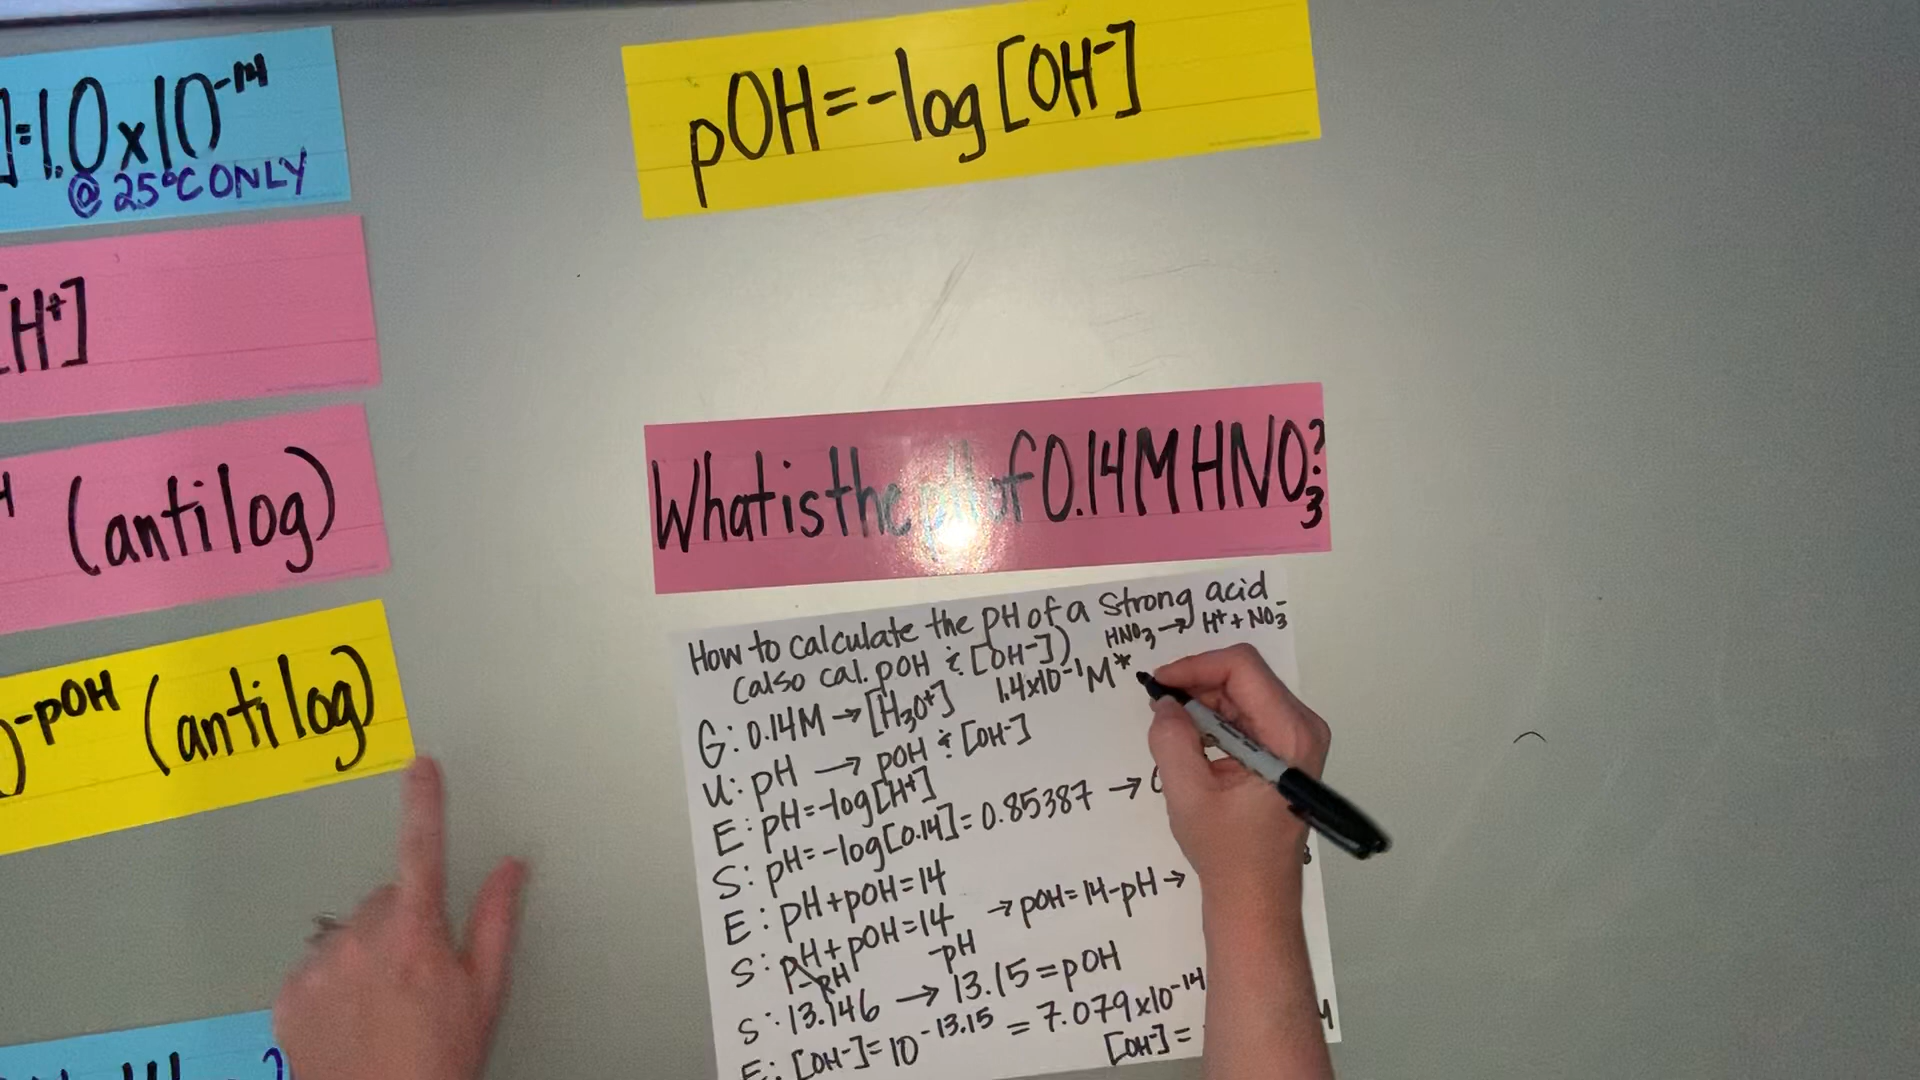 ]=1.0x10-14
@ 25°C ONLY
[H+]
(antilog)
-pOH (antilog)
pOH=-log[OH-]
What is the pH of 0.14M HNO3?
How to calculate the pH of a strong acid
(also cal. pOH & [OH-])
HNO3 → H+ + NO3-
G: 0.14M → [H3O+] 1.4x10-1M*
U: pH → pOH & [OH-]
E: pH=-log[H+]
S: pH=-log[0.14]=0.85387 →
E: pH+pOH=14
S: pH+pOH=14 → pOH=14-pH →
-pH -pH
S: 13.146 → 13.15=pOH
E: [OH-]=10-13.15 = 7.079x10-14
[OH-]=